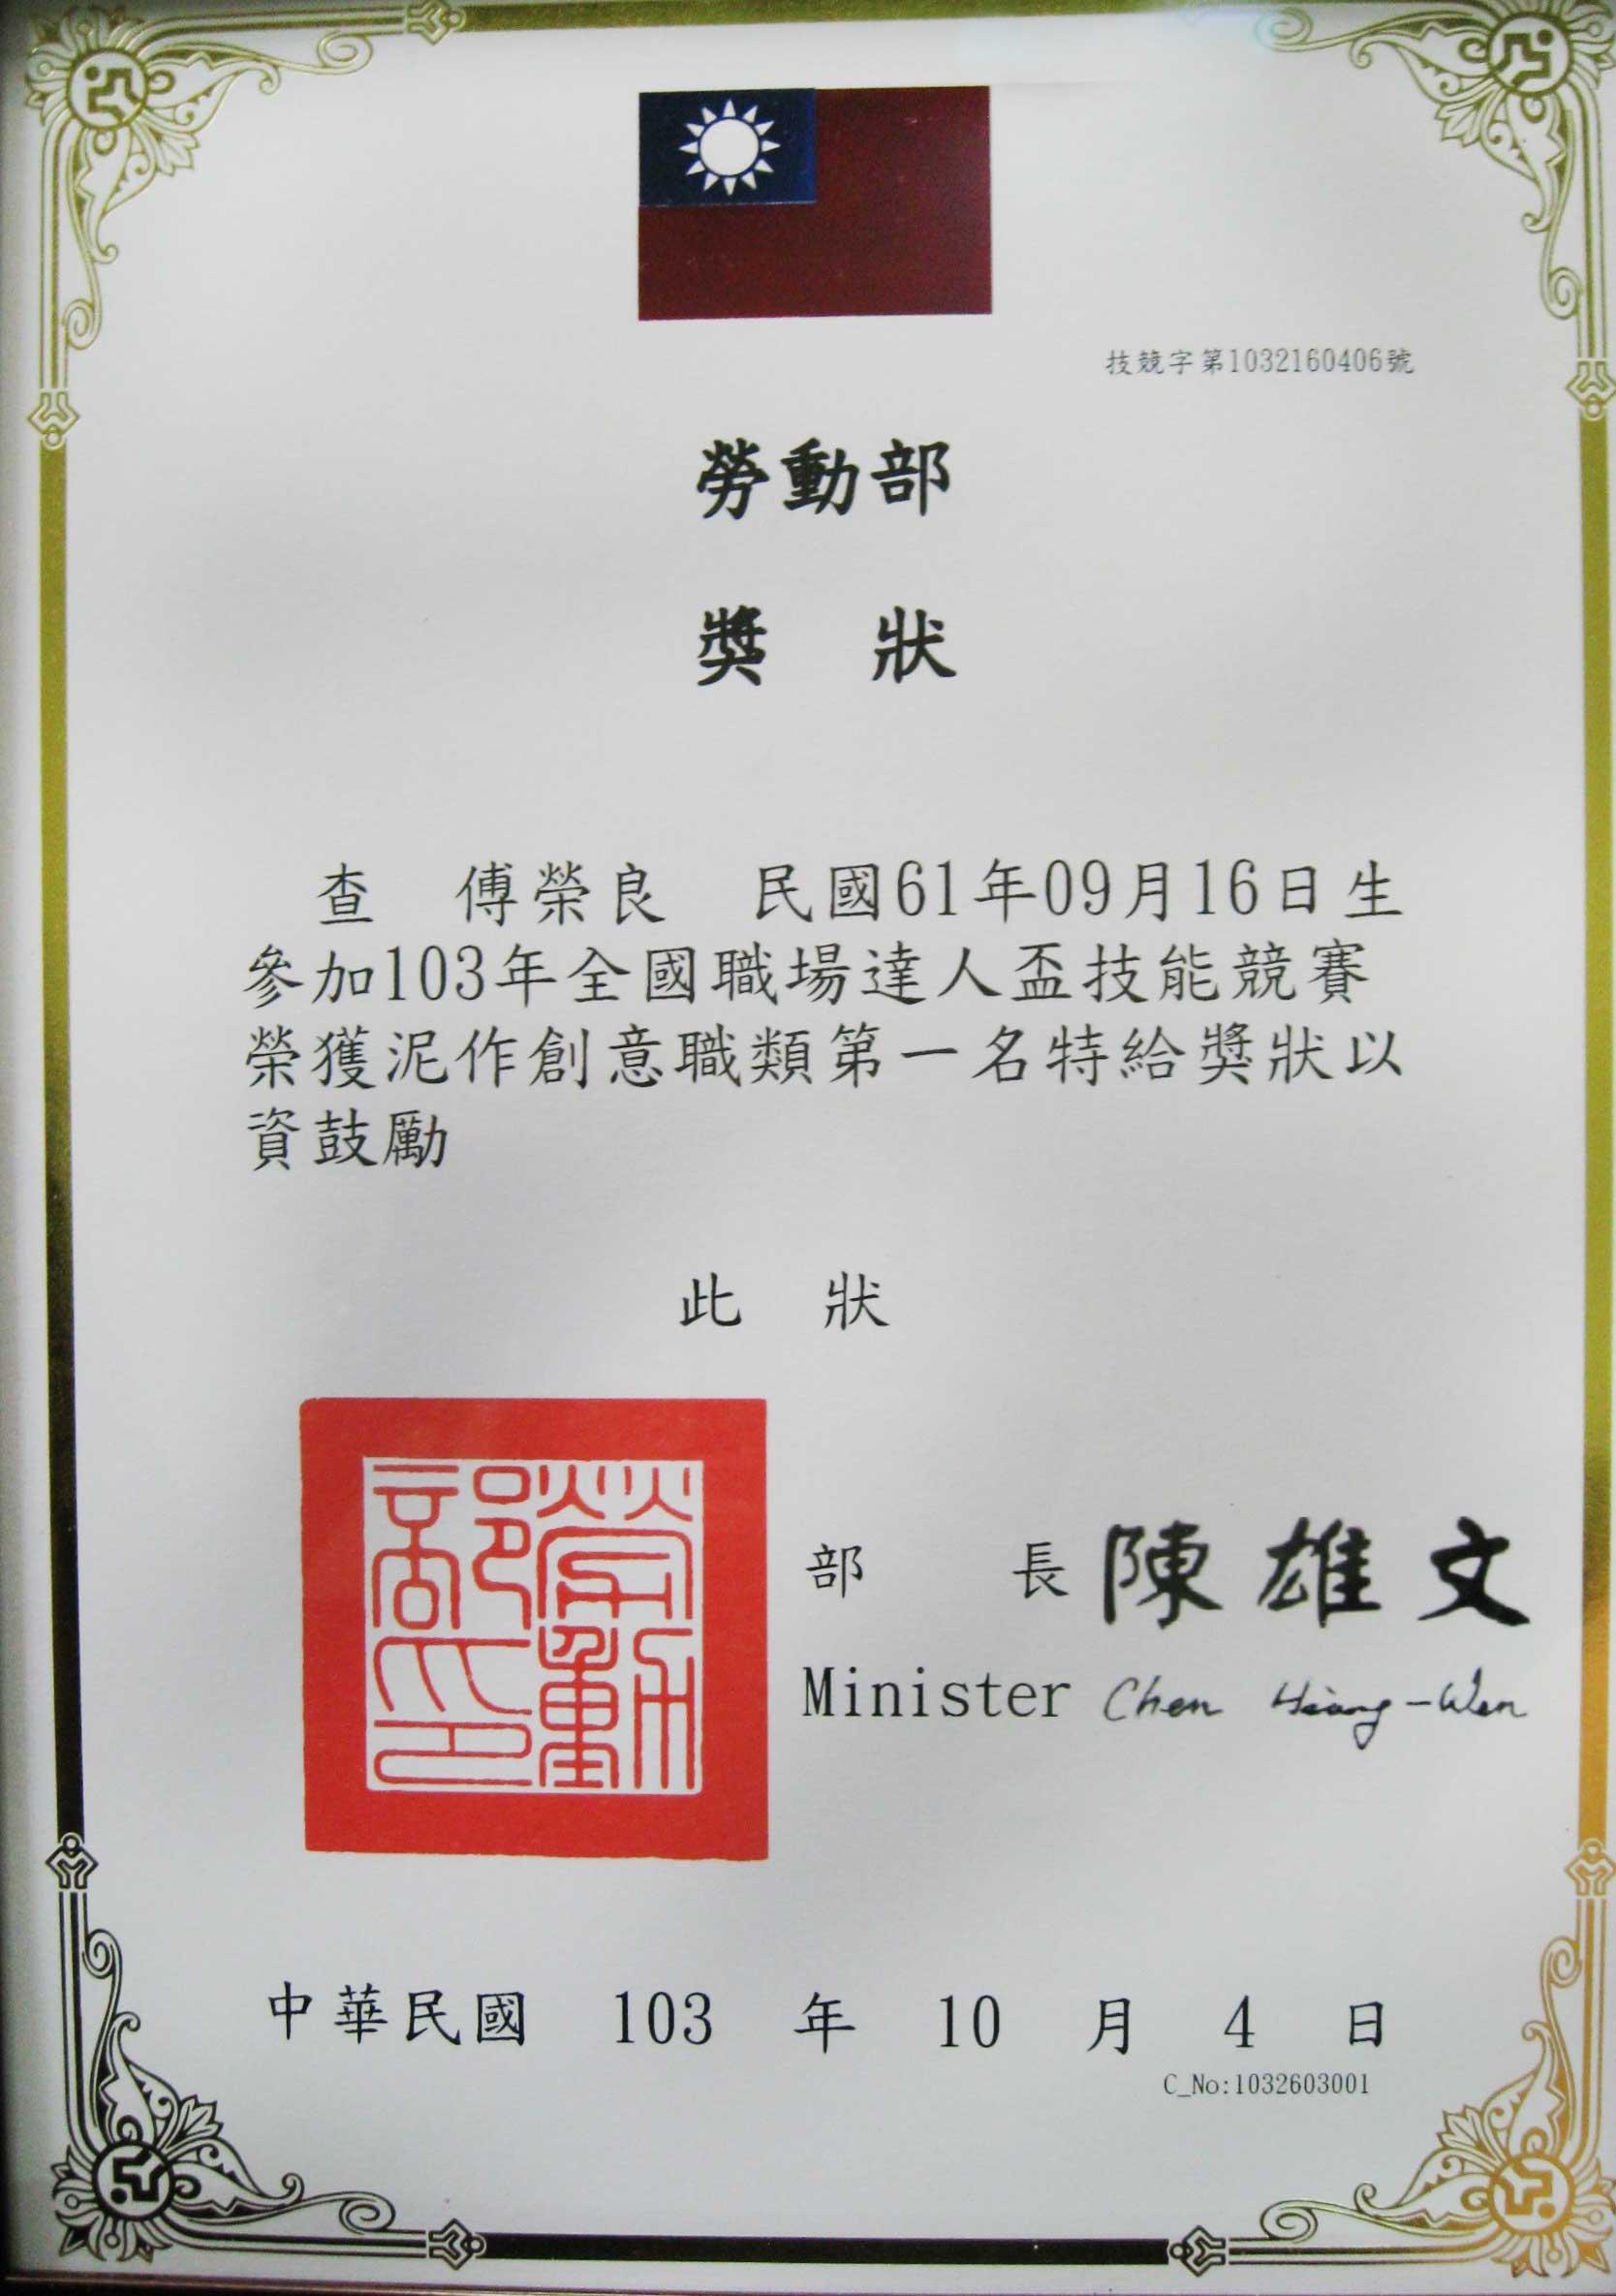 技競字第1032160406號
勞動部
獎狀
查 傅榮良 民國61年09月16日生
參加103年全國職場達人盃技能競賽
榮獲泥作創意職類第一名特給獎狀以
資鼓勵
此狀
勞動部印
部長 陳雄文
Minister Chen Hsiung-Wen
中華民國 103 年 10 月 4 日
C_No:1032603001